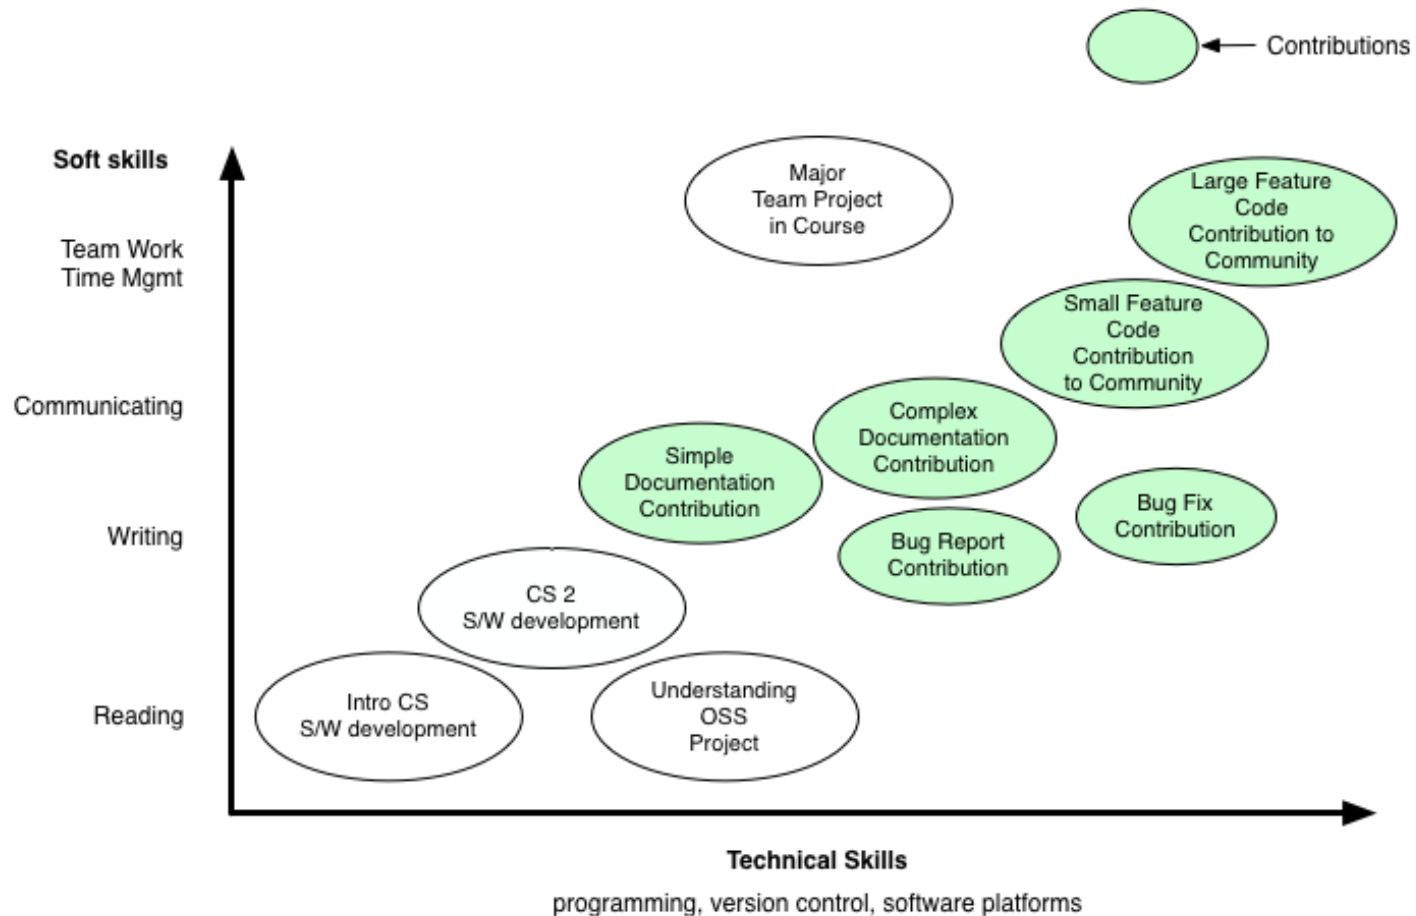 Contributions
Soft skills
Team Work
Time Mgmt
Communicating
Writing
Reading
Major
Team Project
in Course
Large Feature
Code
Contribution to
Community
Small Feature
Code
Contribution
to Community
Complex
Documentation
Contribution
Simple
Documentation
Contribution
Bug Fix
Contribution
Bug Report
Contribution
CS 2
S/W development
Intro CS
S/W development
Understanding
OSS
Project
Technical Skills
programming, version control, software platforms